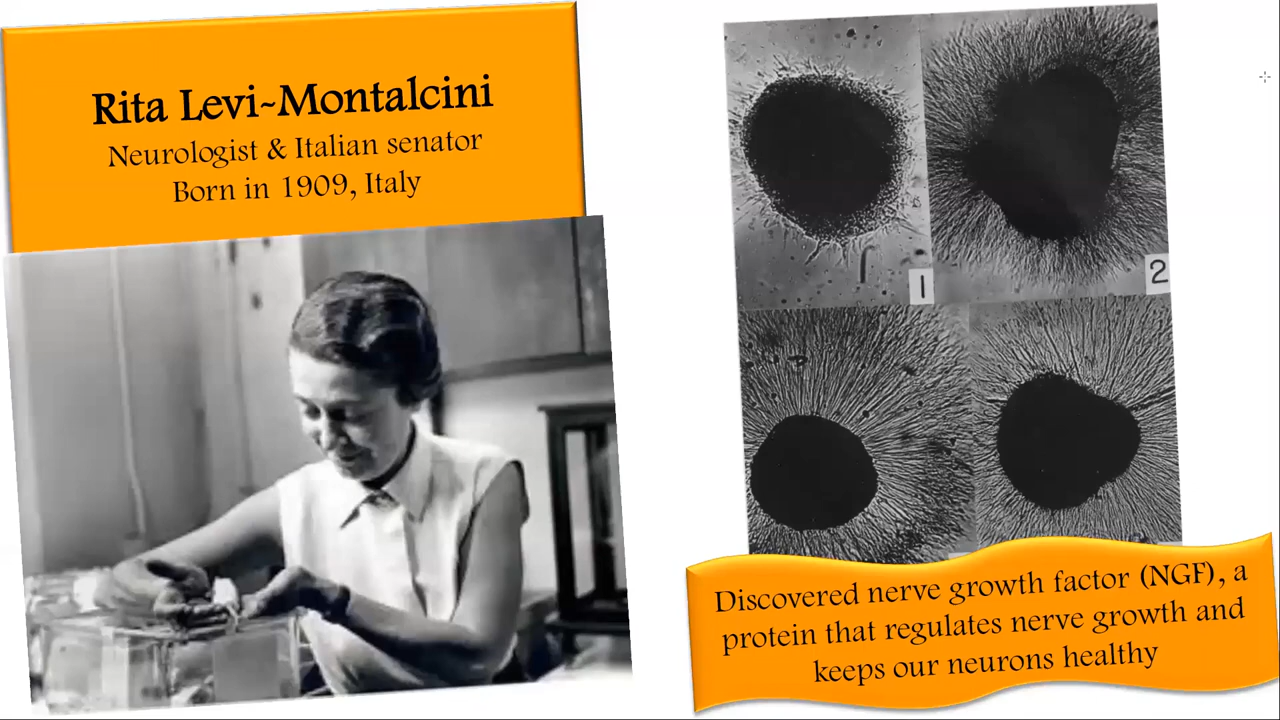 Rita Levi-Montalcini
Neurologist & Italian senator
Born in 1909, Italy
1
2
Discovered nerve growth factor (NGF), a
protein that regulates nerve growth and
keeps our neurons healthy